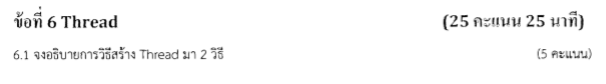 ข้อที่ 6 Thread (25 คะแนน 25 นาที)
6.1 จงอธิบายการวิธีสร้าง Thread มา 2 วิธี (5 คะแนน)